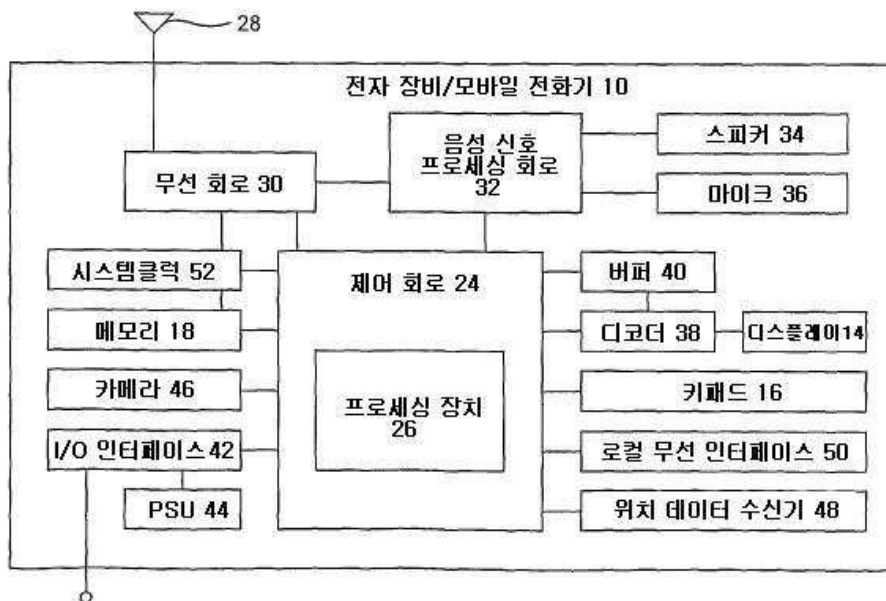 28
전자 장비/모바일 전화기 10
음성 신호
프로세싱 회로
32
스피커 34
무선 회로 30
마이크 36
시스템클럭 52
제어 회로 24
버퍼 40
메모리 18
디코더 38
디스플레이14
카메라 46
프로세싱 장치
26
키패드 16
I/O 인터페이스 42
로컬 무선 인터페이스 50
PSU 44
위치 데이터 수신기 48